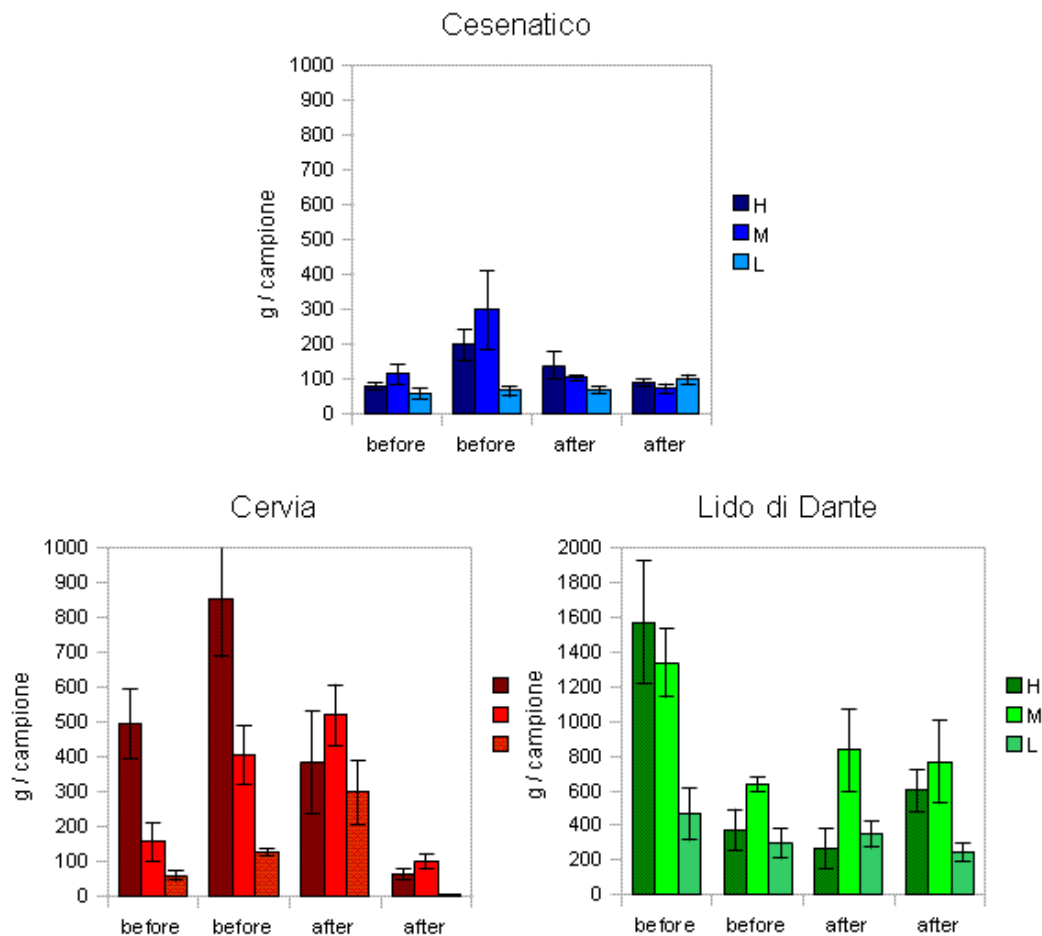 Cesenatico
1000
900
800
700
600
500
400
300
200
100
0
g / campione
before before after after
H
M
L
Cervia
1000
900
800
700
600
500
400
300
200
100
0
g / campione
before before after after
Lido di Dante
2000
1800
1600
1400
1200
1000
800
600
400
200
0
g / campione
before before after after
H
M
L